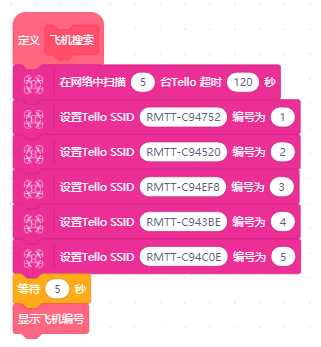 定义 飞机搜索
在网络中扫描 5 台Tello 超时 120 秒
设置Tello SSID RMTT-C94752 编号为 1
设置Tello SSID RMTT-C94520 编号为 2
设置Tello SSID RMTT-C94EF8 编号为 3
设置Tello SSID RMTT-C943BE 编号为 4
设置Tello SSID RMTT-C94C0E 编号为 5
等待 5 秒
显示飞机编号